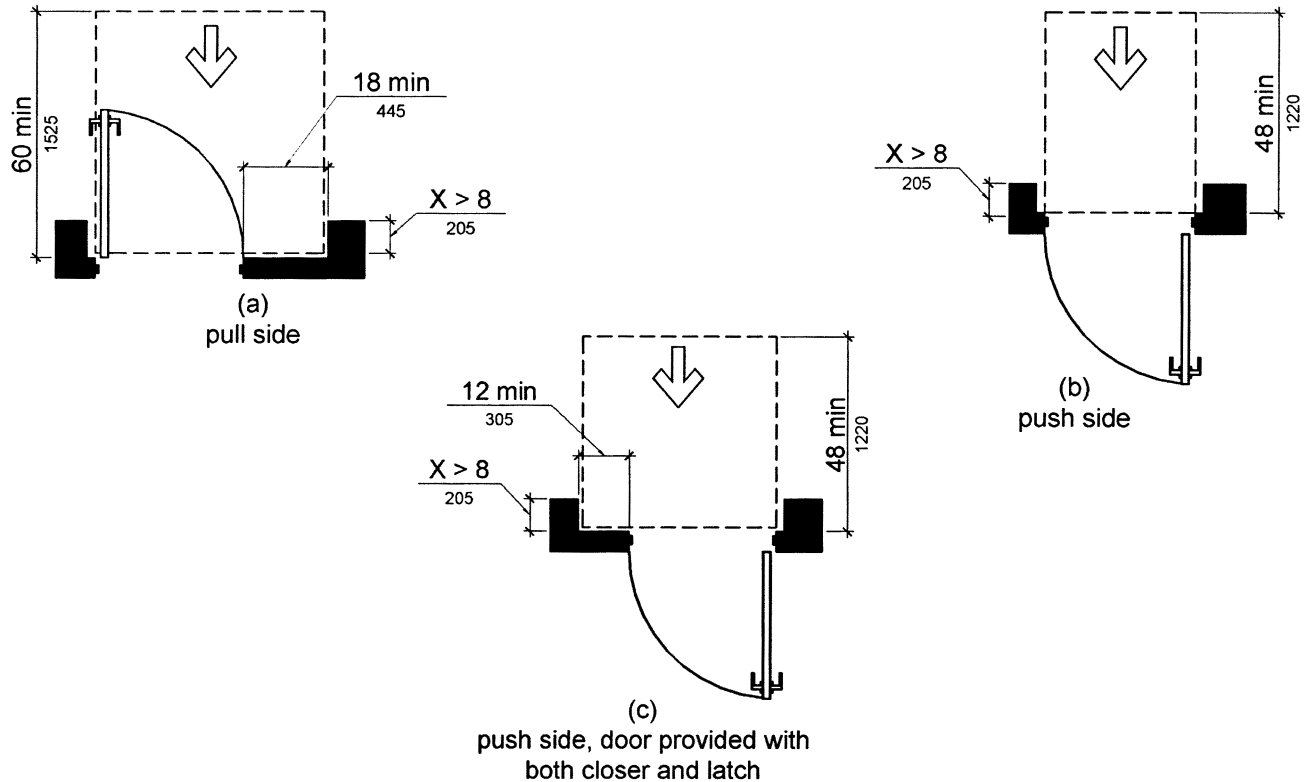 60 min
1525
18 min
445
X > 8
205
(a)
pull side
X > 8
205
48 min
1220
(b)
push side
12 min
305
X > 8
205
48 min
1220
(c)
push side, door provided with
both closer and latch